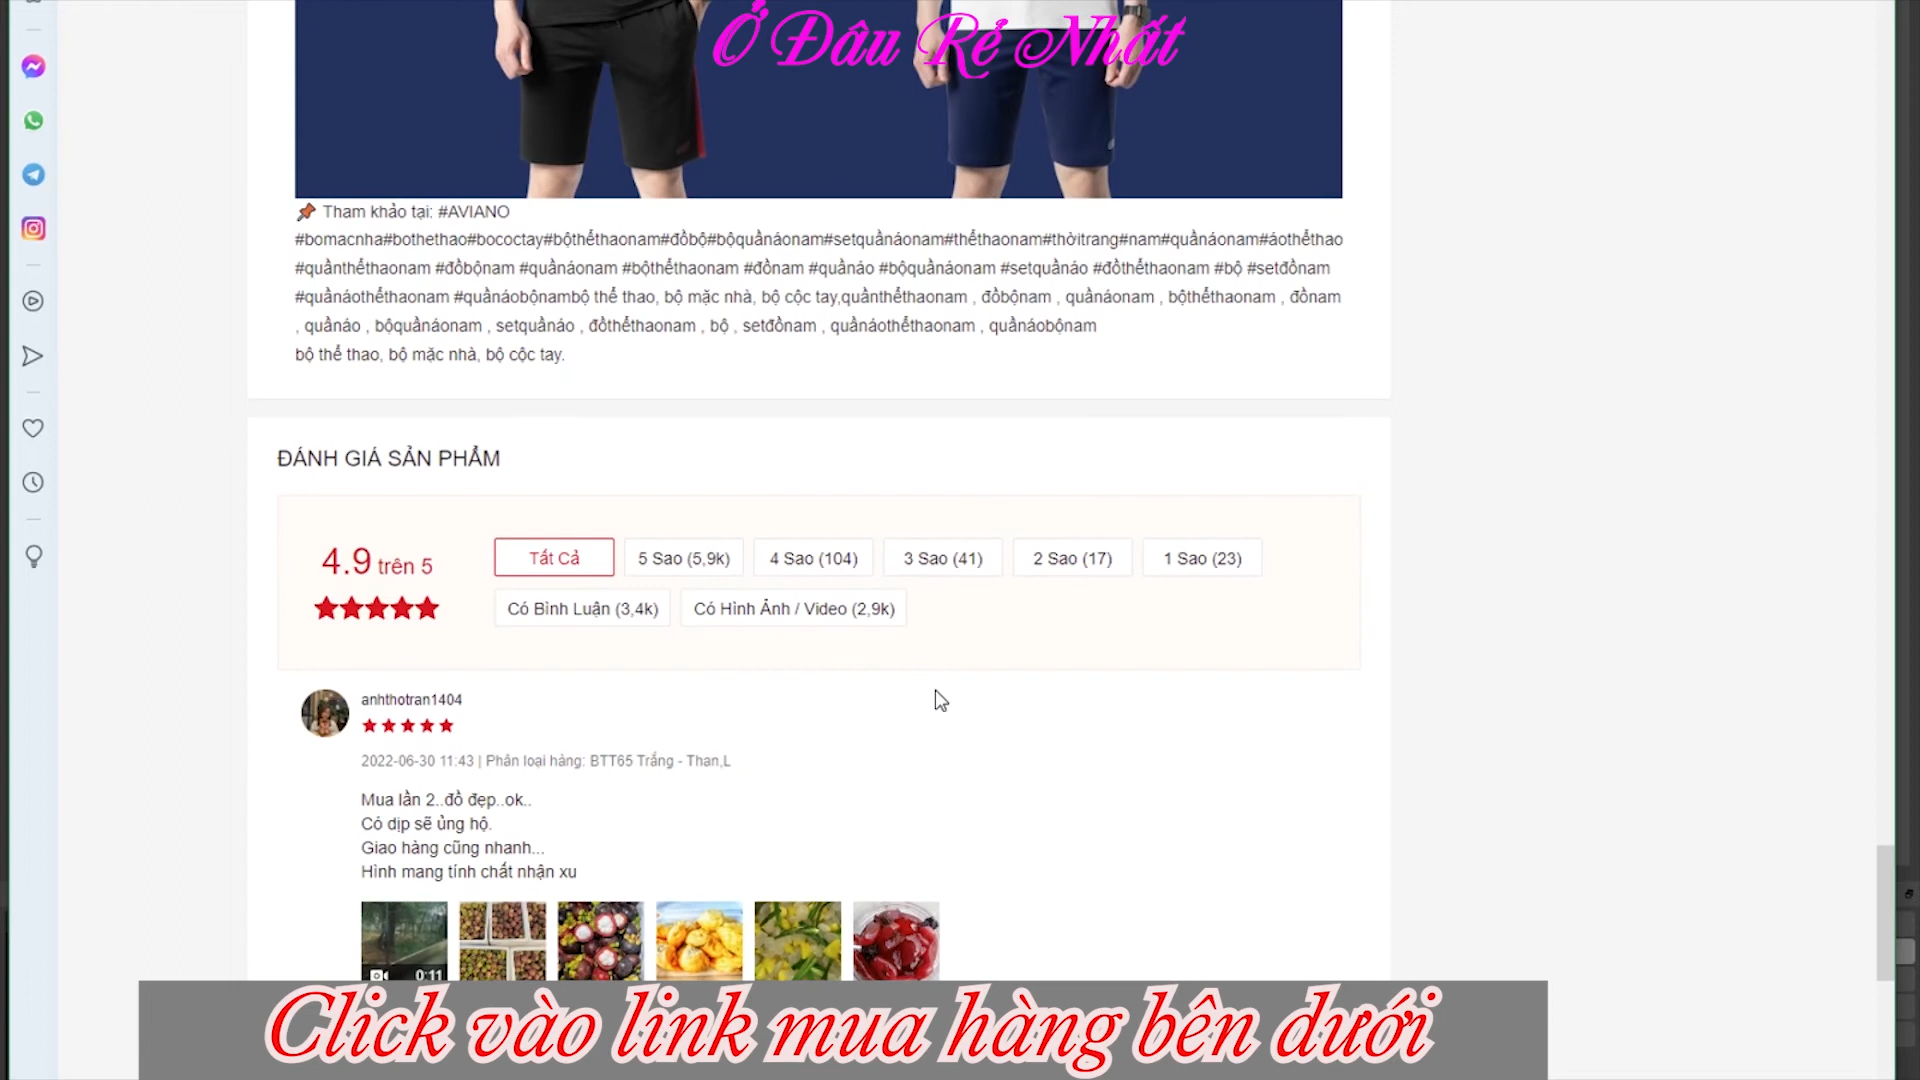 Ở Đâu Rẻ Nhất
Tham khảo tại: #AVIANO
#bomacnha#bothethao#bococtay#bộthểthaonam#đồbộ#bộquầnáonam#setquầnáonam#thểthaonam#thờitrang#nam#quầnáonam#áothểthao
#quầnthểthaonam #đồbộnam #quầnáonam #bộthểthaonam #đồnam #quầnáo #bộquầnáonam #setquầnáo #đồthểthaonam #bộ #setđồnam
#quầnáothểthaonam #quầnáobộnambộ thể thao, bộ mặc nhà, bộ cộc tay,quầnthểthaonam , đồbộnam , quầnáonam , bộthểthaonam , đồnam
, quầnáo , bộquầnáonam , setquầnáo , đồthểthaonam , bộ , setđồnam , quầnáothểthaonam , quầnáobộnam
bộ thể thao, bộ mặc nhà, bộ cộc tay.
ĐÁNH GIÁ SẢN PHẨM
4.9 trên 5
Tất Cả
5 Sao (5,9k)
4 Sao (104)
3 Sao (41)
2 Sao (17)
1 Sao (23)
Có Bình Luận (3,4k)
Có Hình Ảnh / Video (2,9k)
anhthotran1404
2022-06-30 11:43 | Phân loại hàng: BTT65 Trắng - Than,L
Mua lần 2..đồ đẹp..ok..
Có dịp sẽ ủng hộ.
Giao hàng cũng nhanh...
Hình mang tính chất nhận xu
0:11
Click vào link mua hàng bên dưới